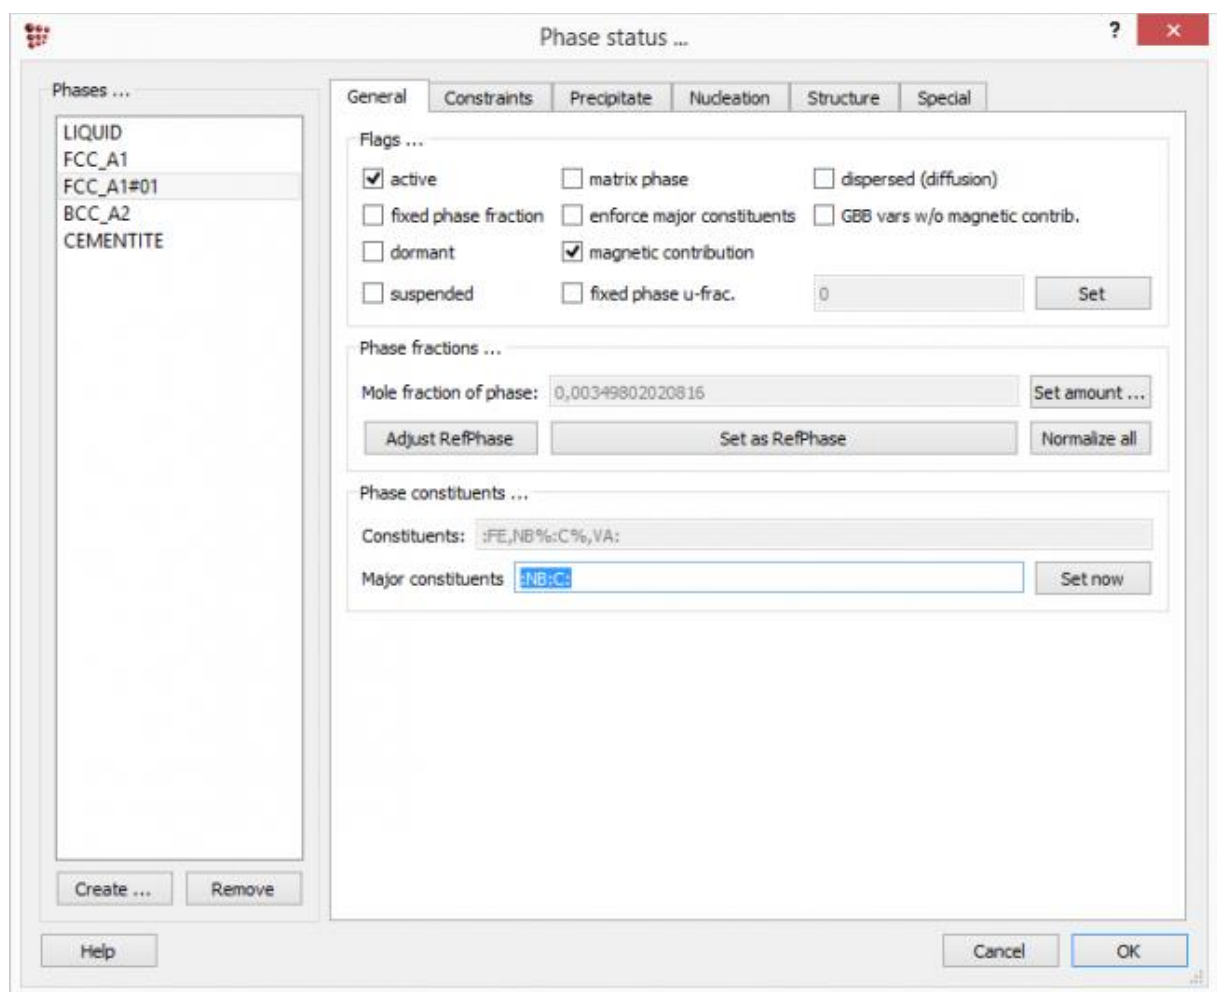 Phase status ...
?
Phases ...
LIQUID
FCC_A1
FCC_A1#01
BCC_A2
CEMENTITE
Create ...
Remove
General
Constraints
Precipitate
Nucleation
Structure
Special
Flags ...
active
matrix phase
dispersed (diffusion)
fixed phase fraction
enforce major constituents
GBB vars w/o magnetic contrib.
dormant
magnetic contribution
suspended
fixed phase u-frac.
0
Set
Phase fractions ...
Mole fraction of phase:
0,00349802020816
Set amount ...
Adjust RefPhase
Set as RefPhase
Normalize all
Phase constituents ...
Constituents:
:FE,NB%:C%,VA:
Major constituents
:NB:C:
Set now
Help
Cancel
OK